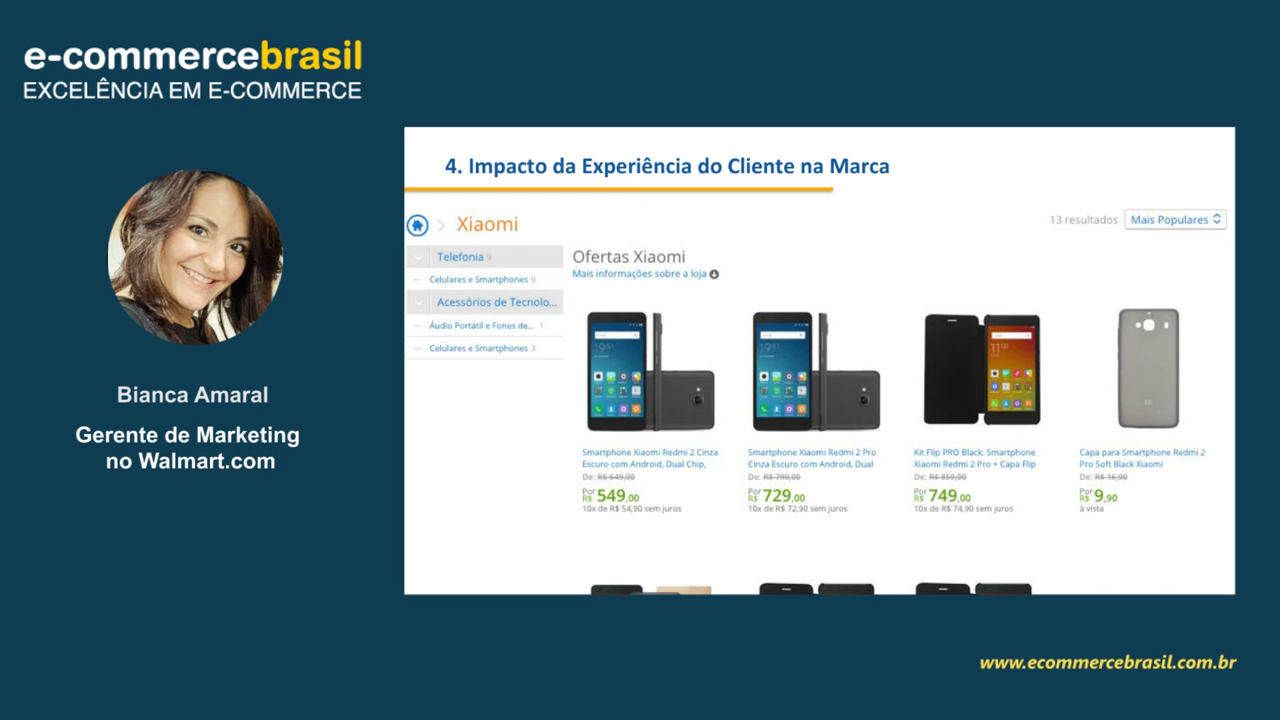 e-commercebrasil
EXCELÊNCIA EM E-COMMERCE
Bianca Amaral
Gerente de Marketing
no Walmart.com
4. Impacto da Experiência do Cliente na Marca
Xiaomi
13 resultados
Mais Populares
Telefonia 9
Celulares e Smartphones 9
Acessórios de Tecnolo...
Áudio Portátil e Fones de... 1
Celulares e Smartphones 3
Ofertas Xiaomi
Mais informações sobre a loja
Smartphone Xiaomi Redmi 2 Cinza
Escuro com Android, Dual Chip,
De: R$ 649,00
Por R$ 549,00
10x de R$ 54,90 sem juros
Smartphone Xiaomi Redmi 2 Pro
Cinza Escuro com Android, Dual
De: R$ 799,00
Por R$ 729,00
10x de R$ 72,90 sem juros
Kit Flip PRO Black: Smartphone
Xiaomi Redmi 2 Pro + Capa Flip
De: R$ 859,90
Por R$ 749,00
10x de R$ 74,90 sem juros
Capa para Smartphone Redmi 2
Pro Soft Black Xiaomi
De: R$ 16,90
Por R$ 9,90
à vista
www.ecommercebrasil.com.br